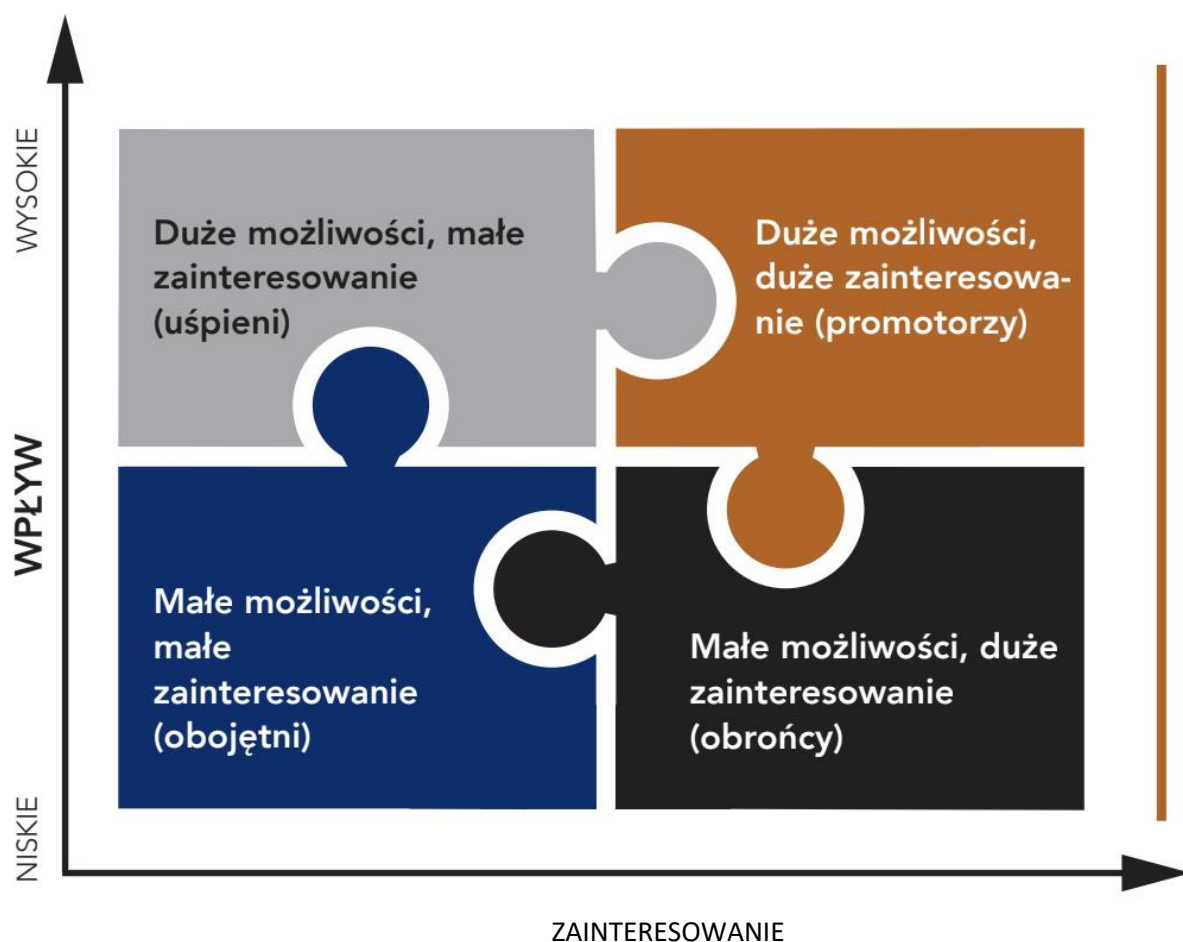 WYSOKIE
Duże możliwości, małe
zainteresowanie
(uśpieni)
Duże możliwości,
duże zainteresowa-
nie (promotorzy)
WPŁYW
Małe możliwości,
małe
zainteresowanie
(obojętni)
Małe możliwości, duże
zainteresowanie
(obrońcy)
NISKIE
ZAINTERESOWANIE